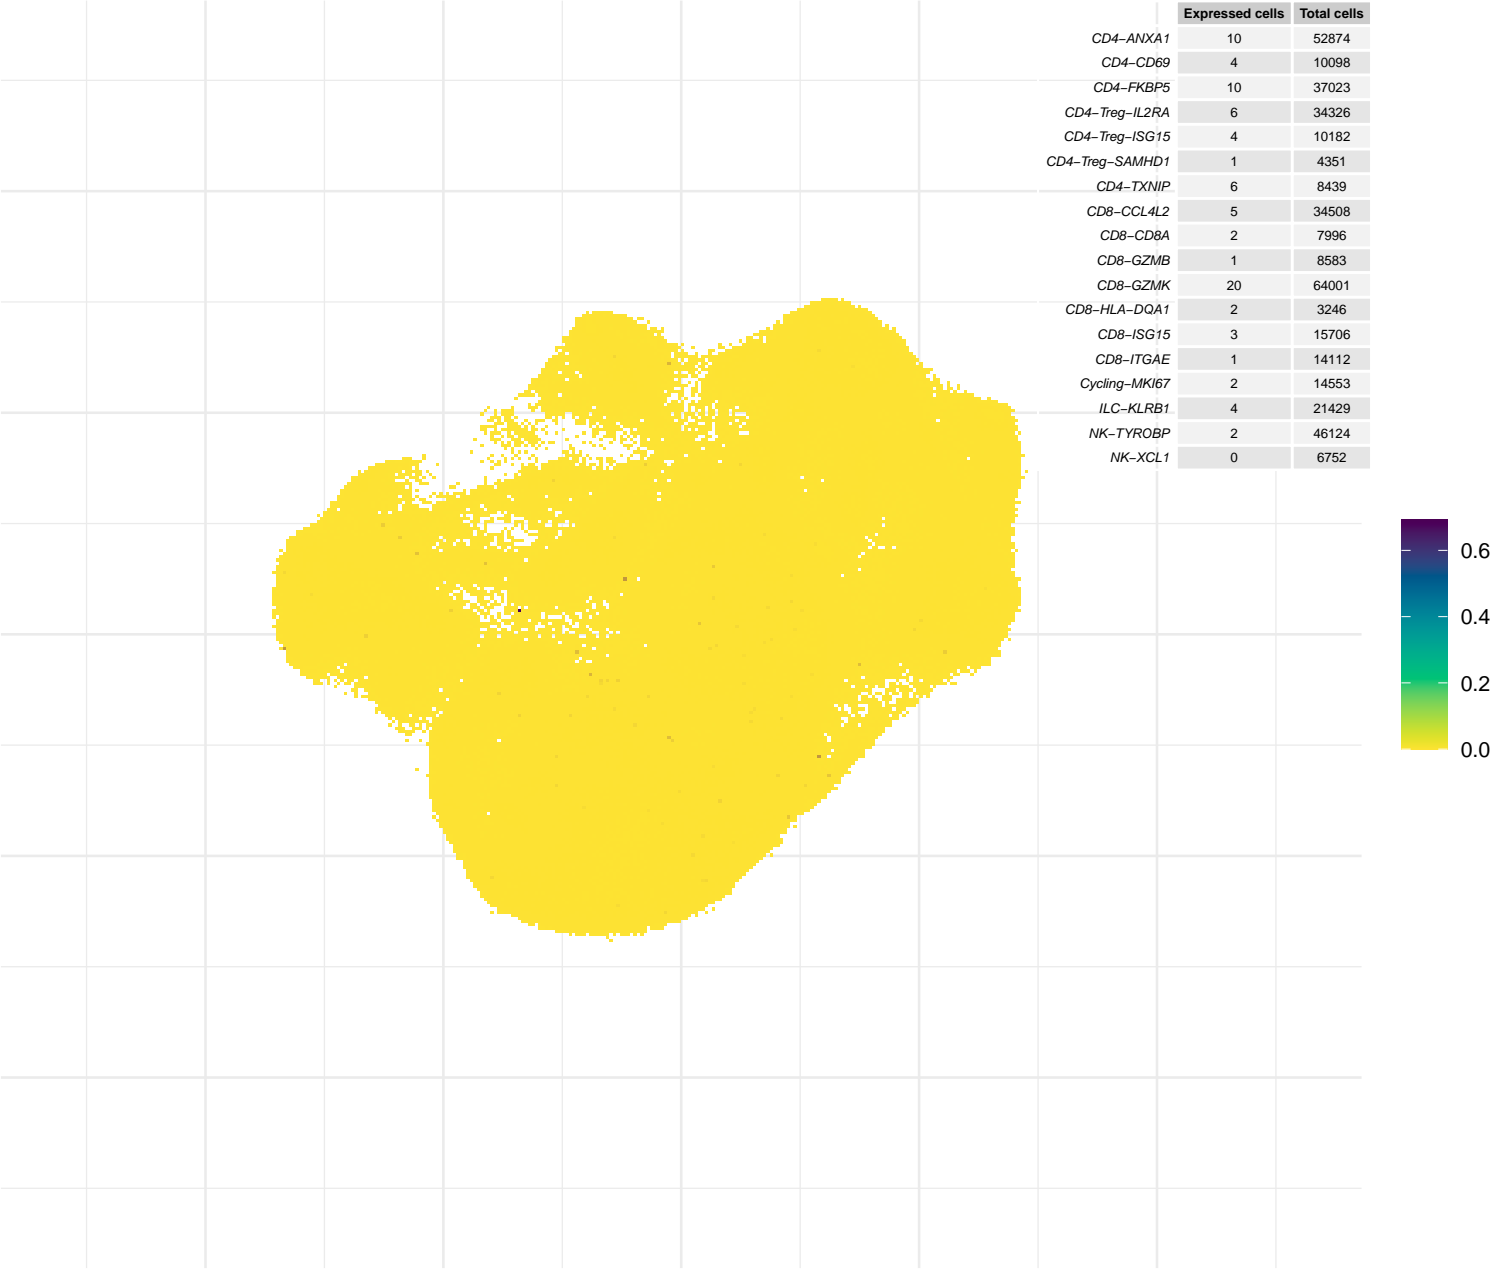 Expressed cells Total cells
CD4−ANXA1 10 52874
CD4−CD69 4 10098
CD4−FKBP5 10 37023
CD4−Treg−IL2RA 6 34326
CD4−Treg−ISG15 4 10182
CD4−Treg−SAMHD1 1 4351
CD4−TXNIP 6 8439
CD8−CCL4L2 5 34508
CD8−CD8A 2 7996
CD8−GZMB 1 8583
CD8−GZMK 20 64001
CD8−HLA−DQA1 2 3246
CD8−ISG15 3 15706
CD8−ITGAE 1 14112
Cycling−MKI67 2 14553
ILC−KLRB1 4 21429
NK−TYROBP 2 46124
NK−XCL1 0 6752
0.6
0.4
0.2
0.0